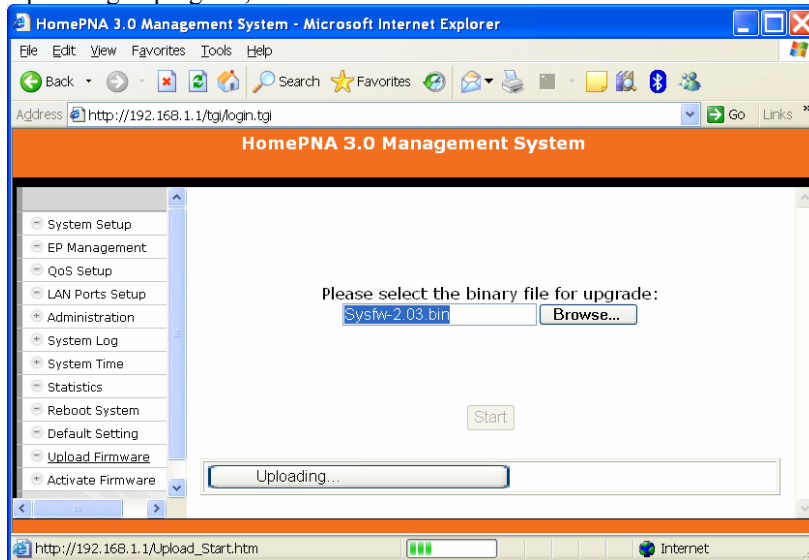 HomePNA 3.0 Management System - Microsoft Internet Explorer
File Edit View Favorites Tools Help
Back Search Favorites
Address http://192.168.1.1/tgi/login.tgi Go Links »
HomePNA 3.0 Management System
System Setup
EP Management
QoS Setup
LAN Ports Setup
Administration
System Log
System Time
Statistics
Reboot System
Default Setting
Upload Firmware
Activate Firmware
Please select the binary file for upgrade:
Sysfw-2.03.bin Browse...
Start
Uploading...
http://192.168.1.1/Upload_Start.htm Internet